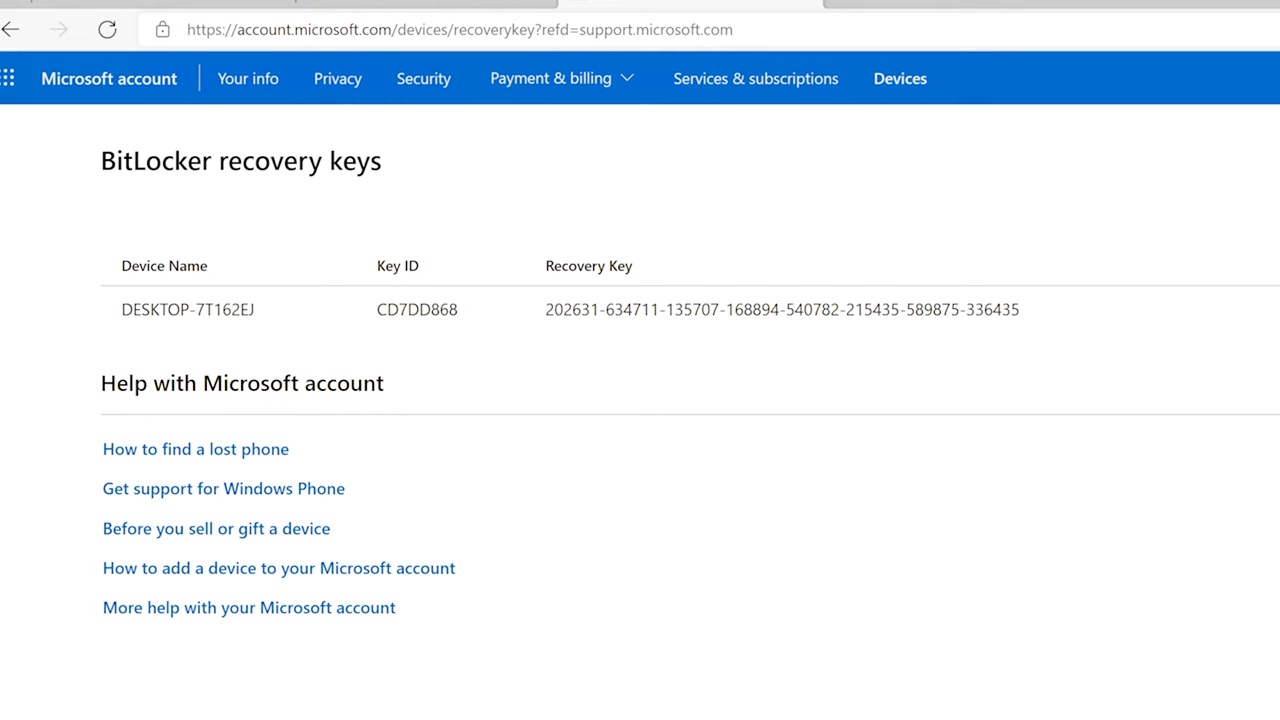 https://account.microsoft.com/devices/recoverykey?refd=support.microsoft.com
Microsoft account Your info Privacy Security Payment & billing Services & subscriptions Devices
BitLocker recovery keys
Device Name Key ID Recovery Key
DESKTOP-7T162EJ CD7DD868 202631-634711-135707-168894-540782-215435-589875-336435
Help with Microsoft account
How to find a lost phone
Get support for Windows Phone
Before you sell or gift a device
How to add a device to your Microsoft account
More help with your Microsoft account